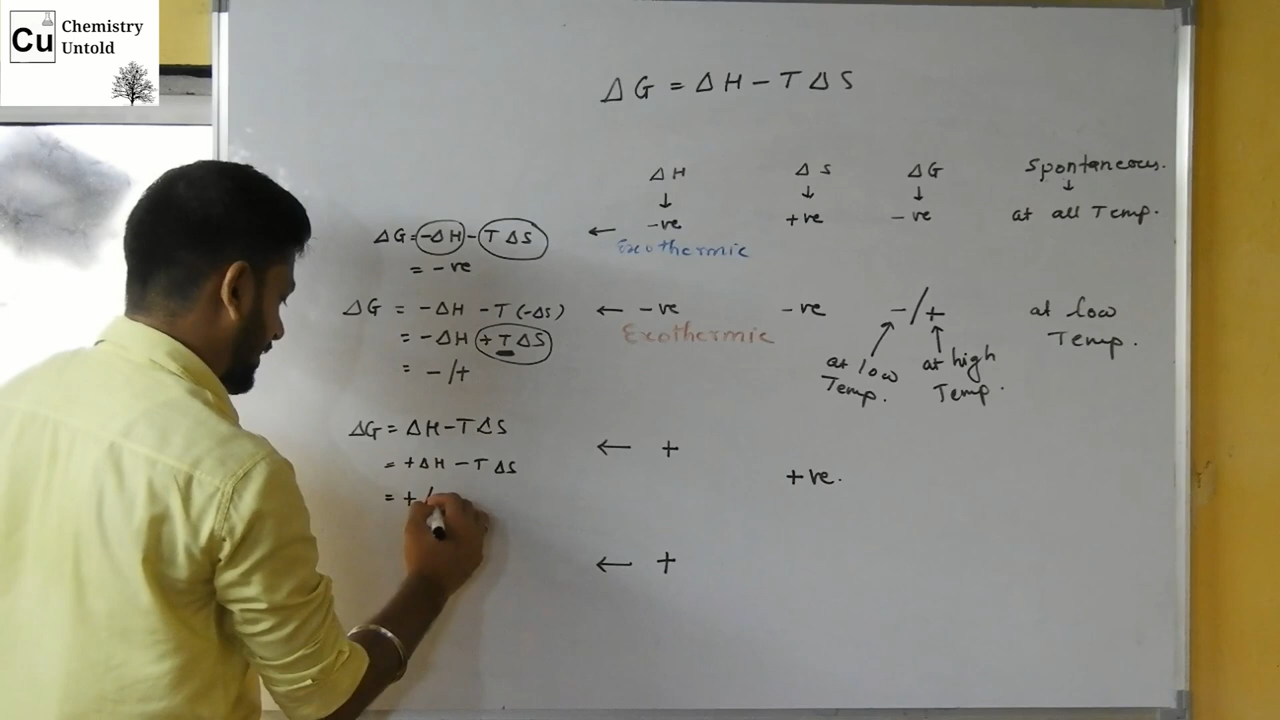 Cu Chemistry
Untold
ΔG = ΔH - TΔS
ΔH ΔS ΔG spontaneous.
↓ ↓ ↓ ↓
ΔG = -ΔH - TΔS ← -ve +ve -ve at all Temp.
= -ve Exothermic
ΔG = -ΔH - T(-ΔS) ← -ve -ve -/+ at low
= -ΔH + TΔS Exothermic Temp.
= -/+ at low at high
Temp. Temp.
ΔG = ΔH - TΔS ← +
= +ΔH - TΔS +ve.
= + /
← +